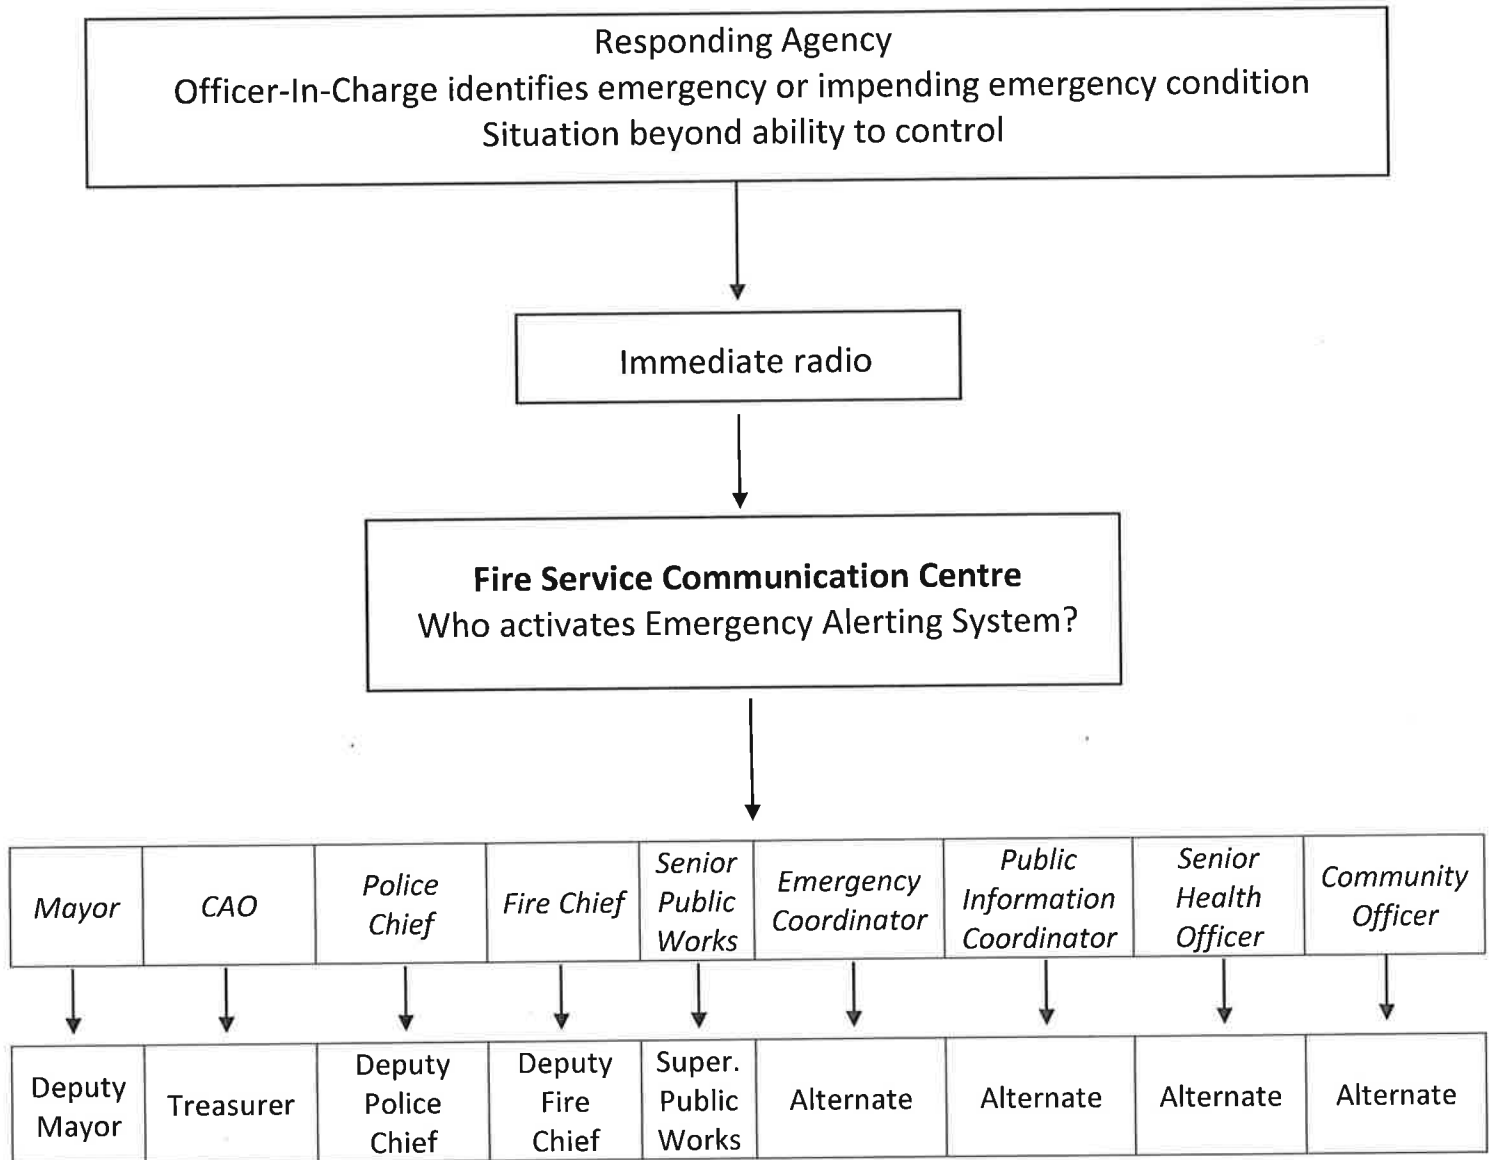 Responding Agency
Officer-In-Charge identifies emergency or impending emergency condition
Situation beyond ability to control
Immediate radio
Fire Service Communication Centre
Who activates Emergency Alerting System?
Mayor
CAO
Police
Chief
Fire Chief
Senior
Public
Works
Emergency
Coordinator
Public
Information
Coordinator
Senior
Health
Officer
Community
Officer
Deputy
Mayor
Treasurer
Deputy
Police
Chief
Deputy
Fire
Chief
Super.
Public
Works
Alternate
Alternate
Alternate
Alternate